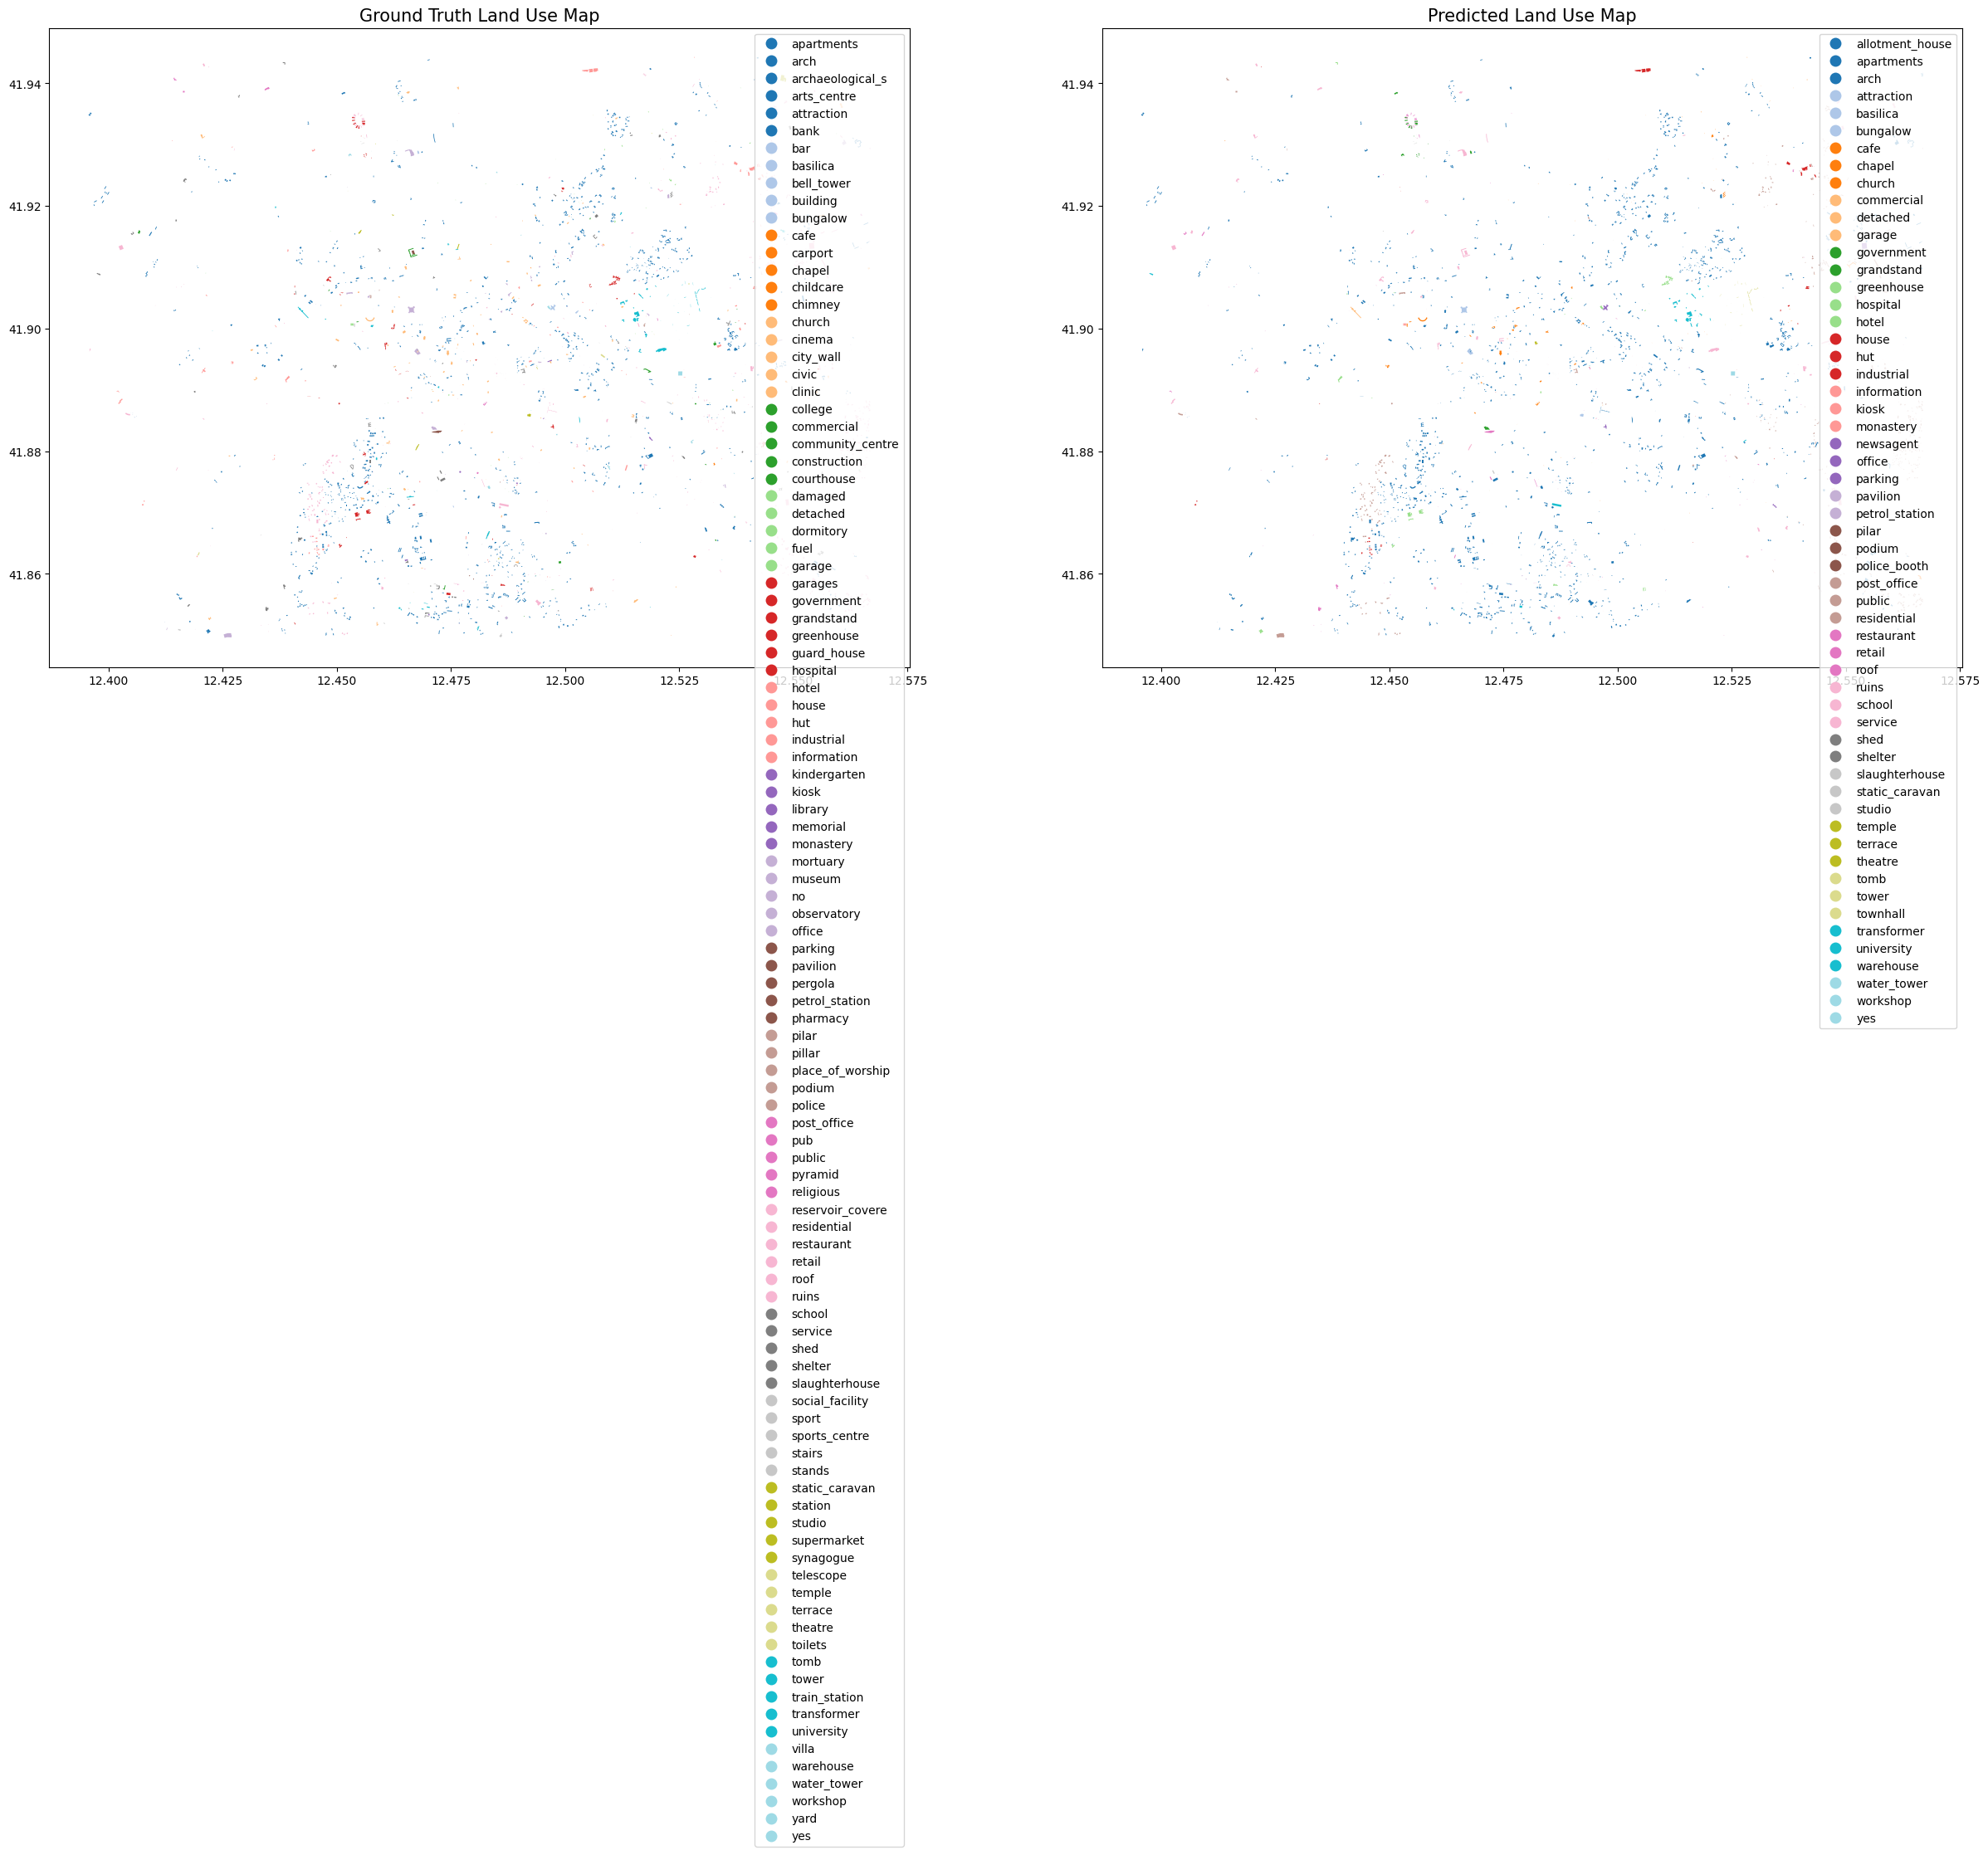 Ground Truth Land Use Map
41.94
41.92
41.90
41.88
41.86
12.400
12.425
12.450
12.475
12.500
12.525
12.550
12.575
apartments
arch
archaeological_s
arts_centre
attraction
bank
bar
basilica
bell_tower
building
bungalow
cafe
carport
chapel
childcare
chimney
church
cinema
city_wall
civic
clinic
college
commercial
community_centre
construction
courthouse
damaged
detached
dormitory
fuel
garage
garages
government
grandstand
greenhouse
guard_house
hospital
hotel
house
hut
industrial
information
kindergarten
kiosk
library
memorial
monastery
mortuary
museum
no
observatory
office
parking
pavilion
pergola
petrol_station
pharmacy
pilar
pillar
place_of_worship
podium
police
post_office
pub
public
pyramid
religious
reservoir_covere
residential
restaurant
retail
roof
ruins
school
service
shed
shelter
slaughterhouse
social_facility
sport
sports_centre
stairs
stands
static_caravan
station
studio
supermarket
synagogue
telescope
temple
terrace
theatre
toilets
tomb
tower
train_station
transformer
university
villa
warehouse
water_tower
workshop
yard
yes
Predicted Land Use Map
41.94
41.92
41.90
41.88
41.86
12.400
12.425
12.450
12.475
12.500
12.525
12.550
12.575
allotment_house
apartments
arch
attraction
basilica
bungalow
cafe
chapel
church
commercial
detached
garage
government
grandstand
greenhouse
hospital
hotel
house
hut
industrial
information
kiosk
monastery
newsagent
office
parking
pavilion
petrol_station
pilar
podium
police_booth
post_office
public
residential
restaurant
retail
roof
ruins
school
service
shed
shelter
slaughterhouse
static_caravan
studio
temple
terrace
theatre
tomb
tower
townhall
transformer
university
warehouse
water_tower
workshop
yes